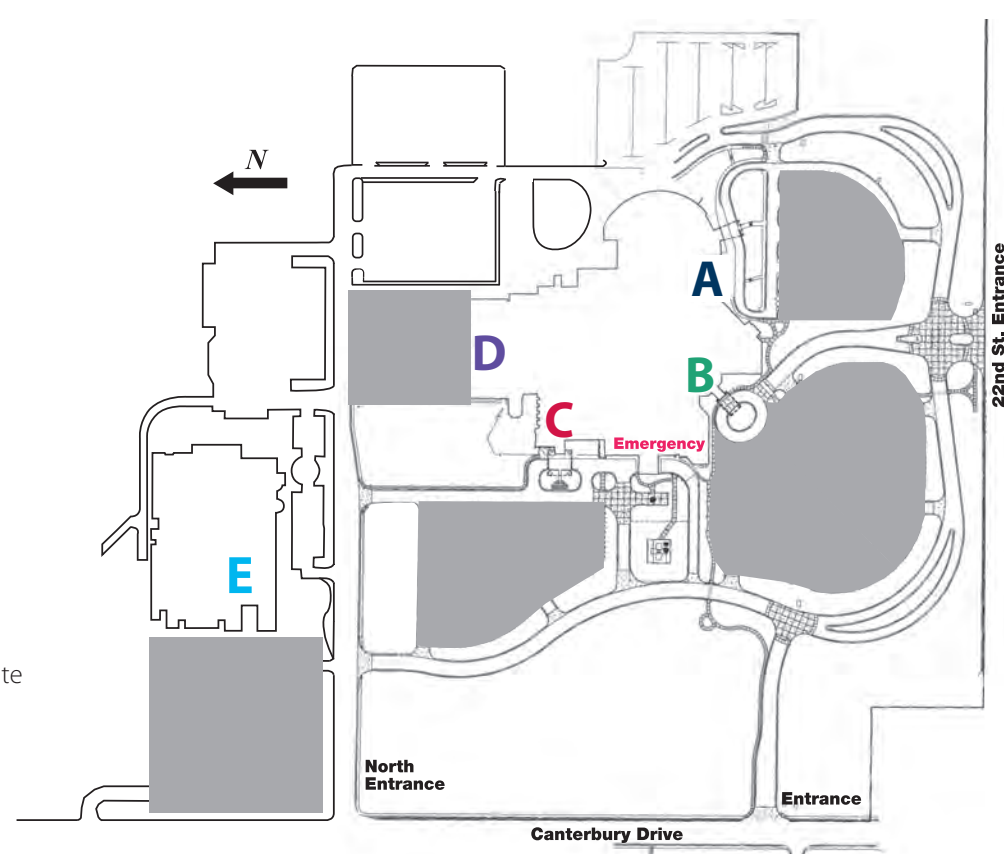 N
A
22nd St. Entrance
D
B
C
Emergency
E
te
North
Entrance
Entrance
Canterbury Drive